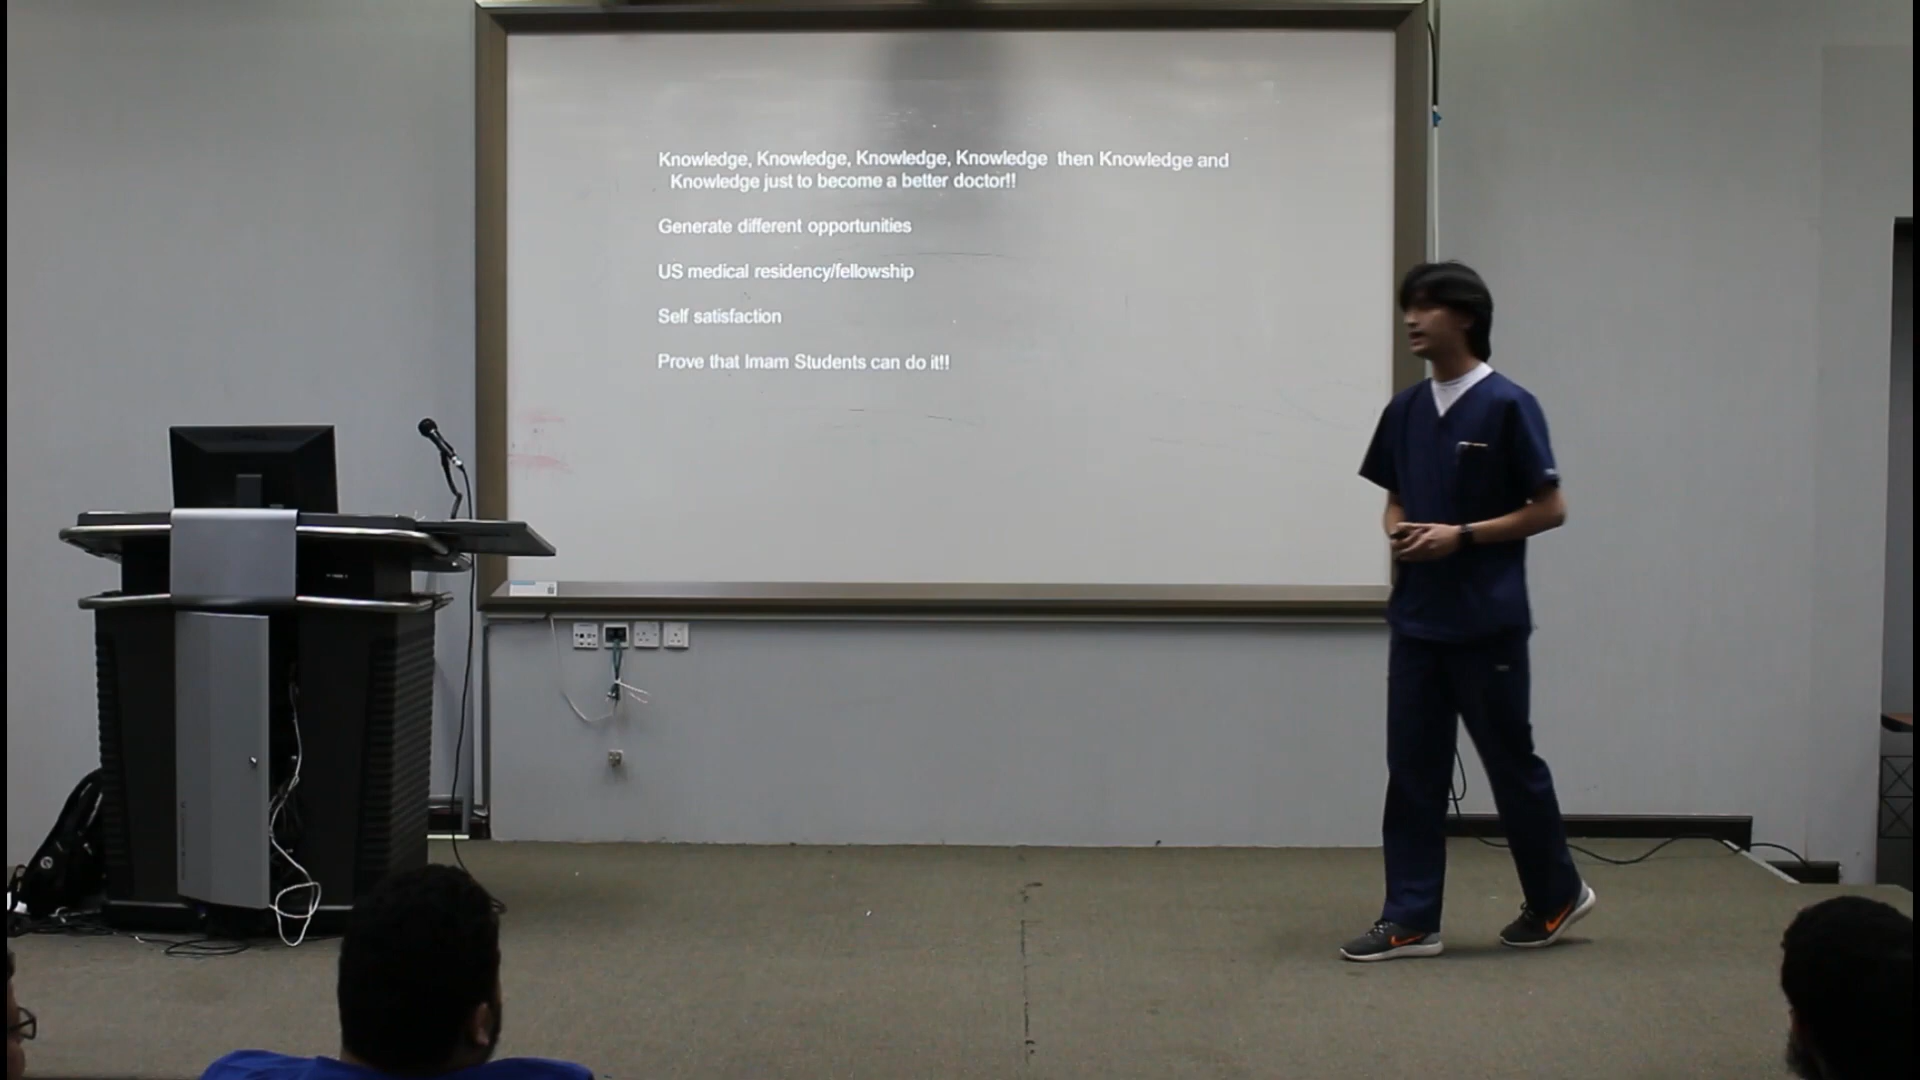 Knowledge, Knowledge, Knowledge, Knowledge then Knowledge and
Knowledge just to become a better doctor!!
Generate different opportunities
US medical residency/fellowship
Self satisfaction
Prove that Imam Students can do it!!